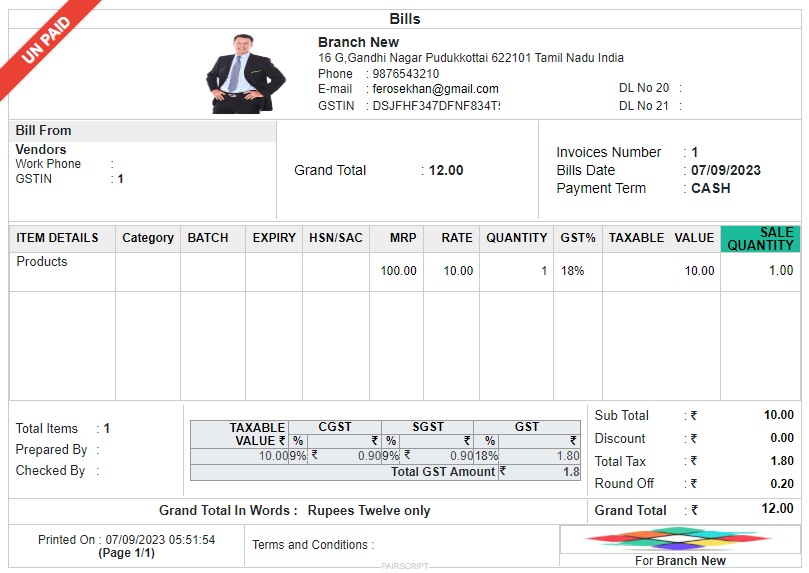 Bills
UN PAID
Branch New
16 G,Gandhi Nagar Pudukkottai 622101 Tamil Nadu India
Phone : 9876543210
E-mail : ferosekhan@gmail.com DL No 20 :
GSTIN : DSJFHF347DFNF834T DL No 21 :
Bill From
Vendors
Work Phone :
GSTIN : 1
Grand Total : 12.00
Invoices Number : 1
Bills Date : 07/09/2023
Payment Term : CASH
ITEM DETAILS Category BATCH EXPIRY HSN/SAC MRP RATE QUANTITY GST% TAXABLE VALUE SALE QUANTITY
Products 100.00 10.00 1 18% 10.00 1.00
Total Items : 1
Prepared By :
Checked By :
TAXABLE VALUE ₹ CGST SGST GST
% ₹ % ₹ % ₹
10.00 9% ₹ 0.90 9% ₹ 0.90 18% 1.80
Total GST Amount ₹ 1.8
Sub Total : ₹ 10.00
Discount : ₹ 0.00
Total Tax : ₹ 1.80
Round Off : ₹ 0.20
Grand Total In Words : Rupees Twelve only
Grand Total : ₹ 12.00
Printed On : 07/09/2023 05:51:54
(Page 1/1)
Terms and Conditions :
For Branch New
PAIRSCRIPT